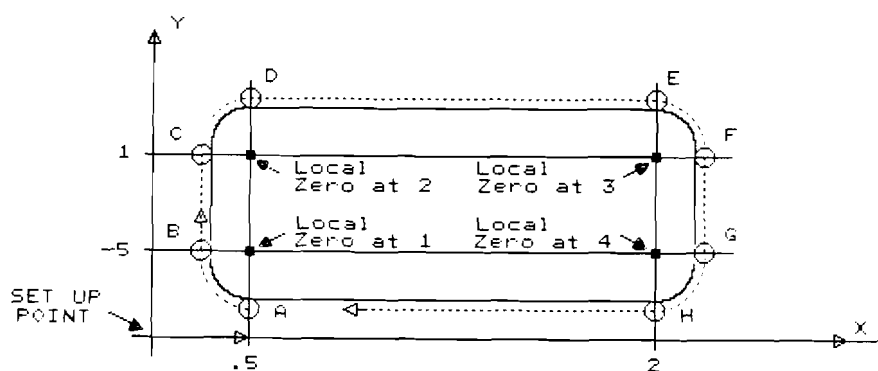 Y
D
E
C
F
1
Local
Zero at 2
Local
Zero at 3
B
Local
Zero at 1
Local
Zero at 4
G
-5
SET UP
POINT
A
H
X
.5
2